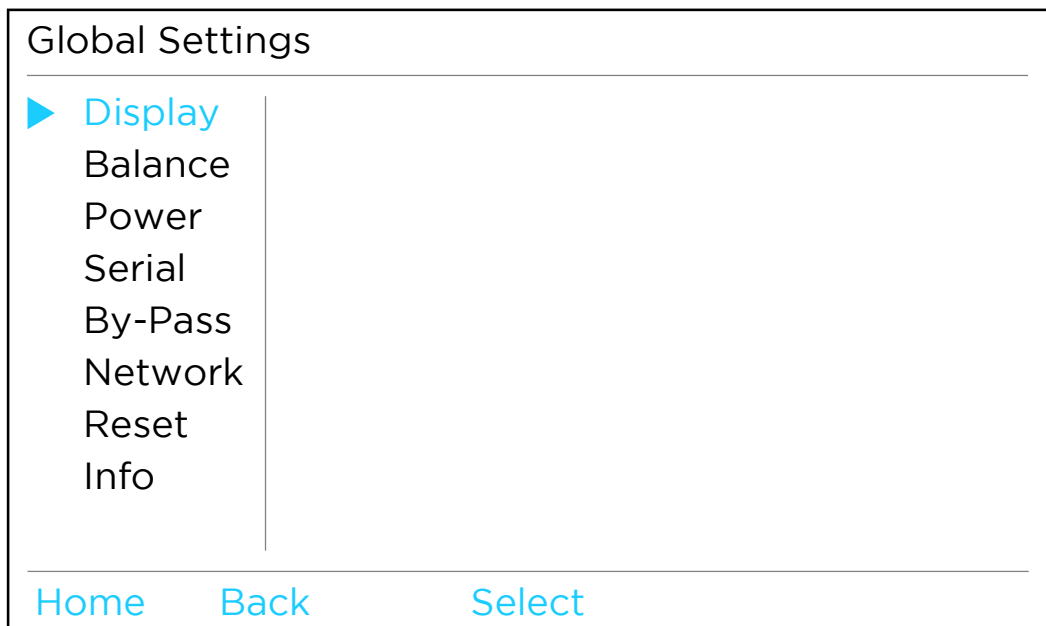 Global Settings
Display
Balance
Power
Serial
By-Pass
Network
Reset
Info
Home Back Select